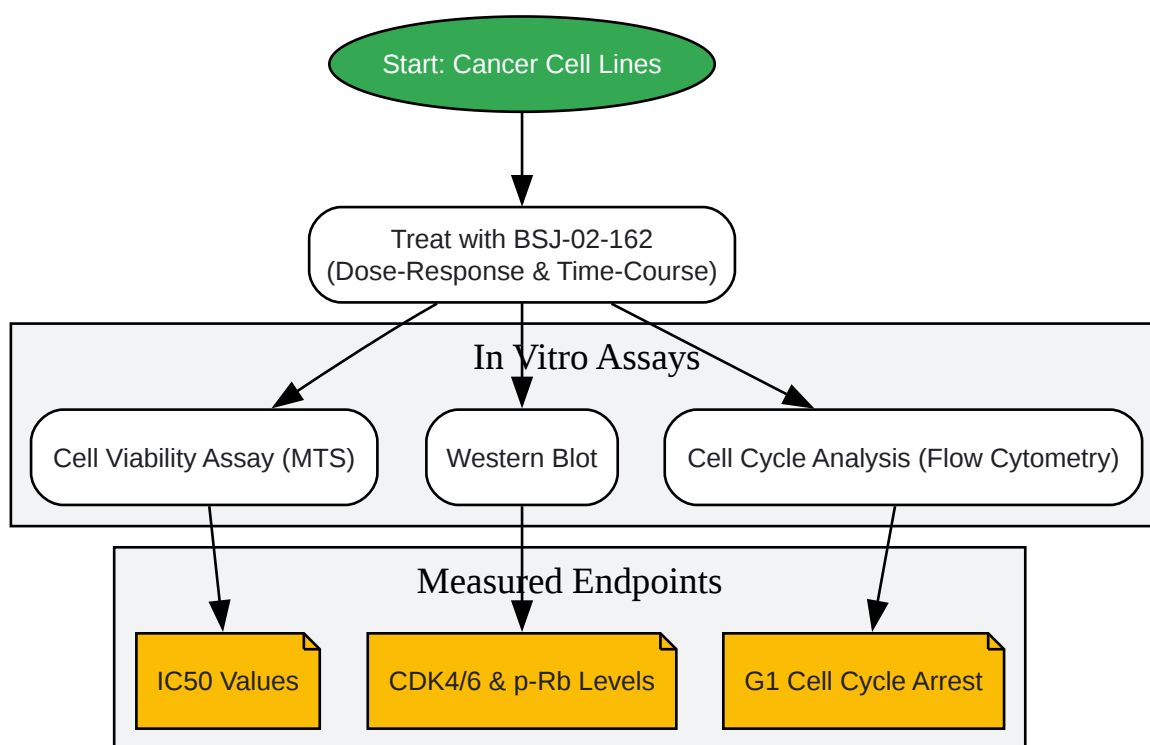 Start: Cancer Cell Lines
Treat with BSJ-02-162
(Dose-Response & Time-Course)
In Vitro Assays
Cell Viability Assay (MTS)
Western Blot
Cell Cycle Analysis (Flow Cytometry)
Measured Endpoints
IC50 Values
CDK4/6 & p-Rb Levels
G1 Cell Cycle Arrest